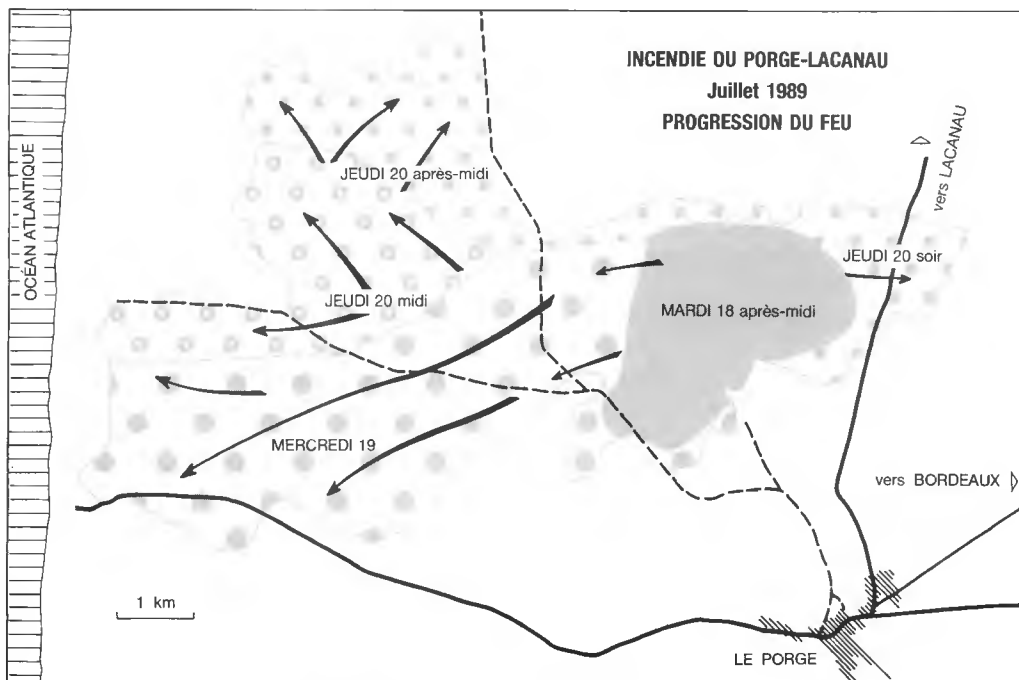 INCENDIE DU PORGE-LACANAU
Juillet 1989
PROGRESSION DU FEU
OCÉAN ATLANTIQUE
vers LACANAU
JEUDI 20 après-midi
JEUDI 20 soir
JEUDI 20 midi
MARDI 18 après-midi
MERCREDI 19
vers BORDEAUX
1 km
LE PORGE